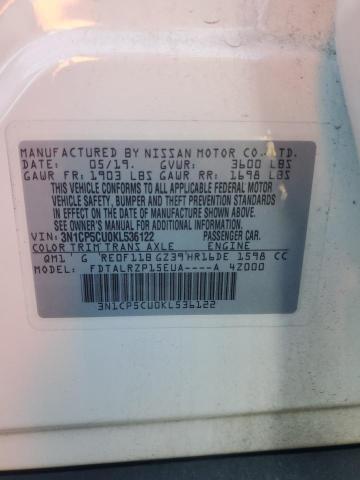 MANUFACTURED BY NISSAN MOTOR CO.,LTD.
DATE: 05/19. GVWR: 3600 LBS
GAWR FR: 1903 LBS GAWR RR: 1698 LBS
THIS VEHICLE CONFORMS TO ALL APPLICABLE FEDERAL MOTOR
VEHICLE SAFETY, BUMPER AND THEFT PREVENTION STANDARDS
IN EFFECT ON THE DATE OF MANUFACTURE SHOWN ABOVE.
VIN: 3N1CP5CU0KL536122 PASSENGER CAR
COLOR TRIM TRANS AXLE ENGINE
QM1 G RE0F11B GZ39 HR16DE 1598 CC
MODEL: FDTALRZP15EUA----A 4Z000
SEE OWNER'S MANUAL FOR ADDITIONAL INFORMATION
3N1CP5CU0KL536122